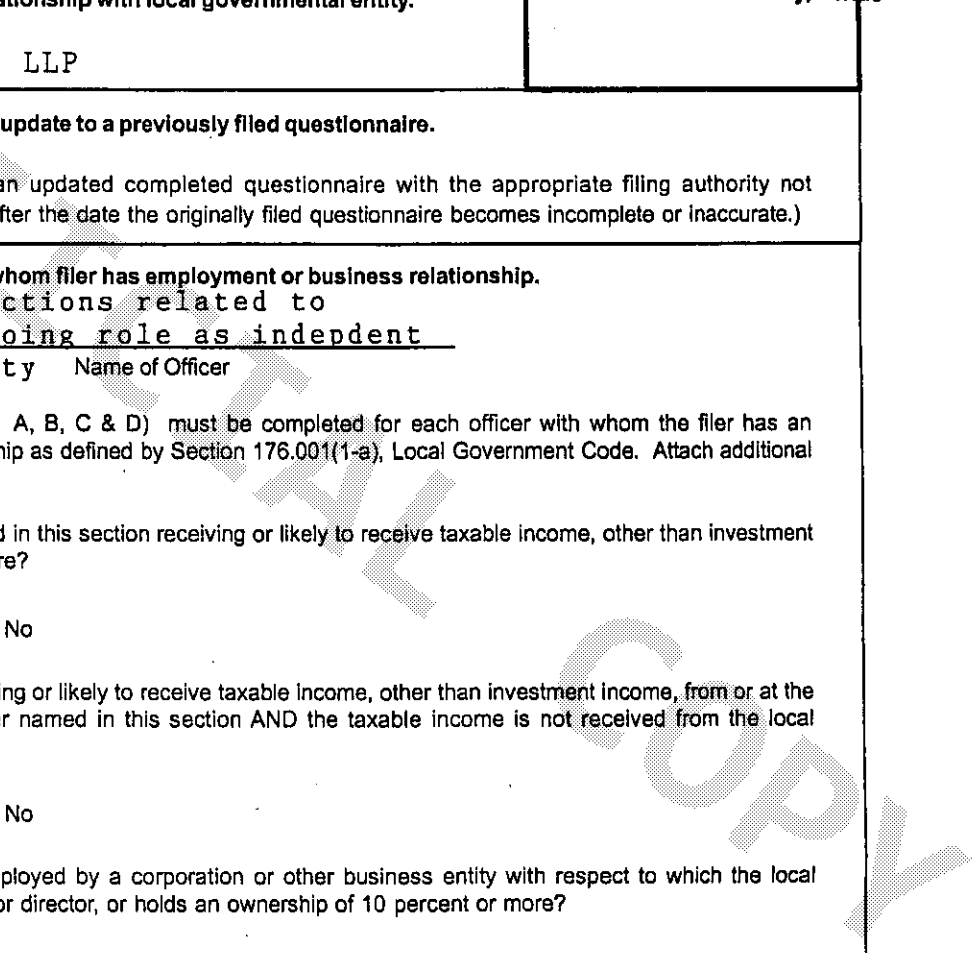 ationship with local governmental entity.
LLP
update to a previously filed questionnaire.
an updated completed questionnaire with the appropriate filing authority not
fter the date the originally filed questionnaire becomes incomplete or inaccurate.)
whom filer has employment or business relationship.
ctions related to
oing role as indepdent
ty Name of Officer
A, B, C & D) must be completed for each officer with whom the filer has an
hip as defined by Section 176.001(1-a), Local Government Code. Attach additional
d in this section receiving or likely to receive taxable income, other than investment
re?
No
ing or likely to receive taxable income, other than investment income, from or at the
r named in this section AND the taxable income is not received from the local
No
ployed by a corporation or other business entity with respect to which the local
or director, or holds an ownership of 10 percent or more?
ICIAL COPY